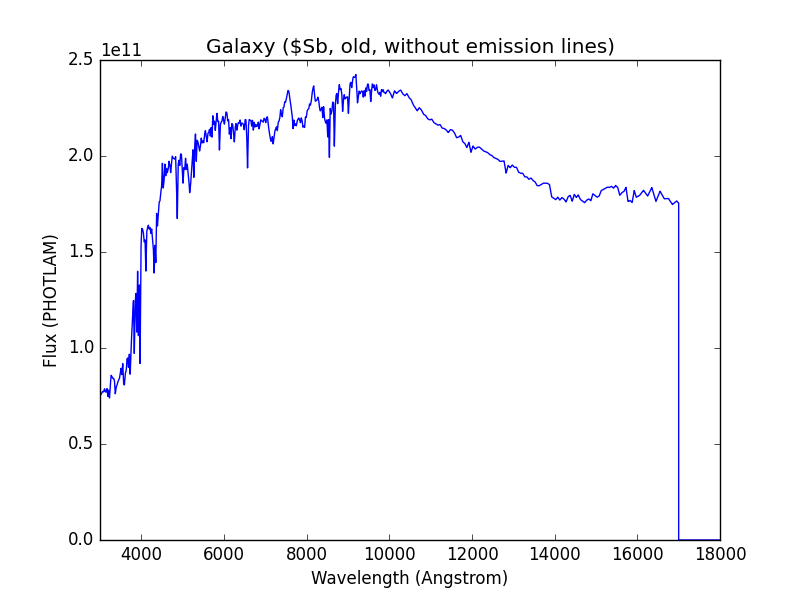 Galaxy ($Sb, old, without emission lines)
1e11
2.5
2.0
1.5
1.0
0.5
0.0
Flux (PHOTLAM)
4000 6000 8000 10000 12000 14000 16000 18000
Wavelength (Angstrom)